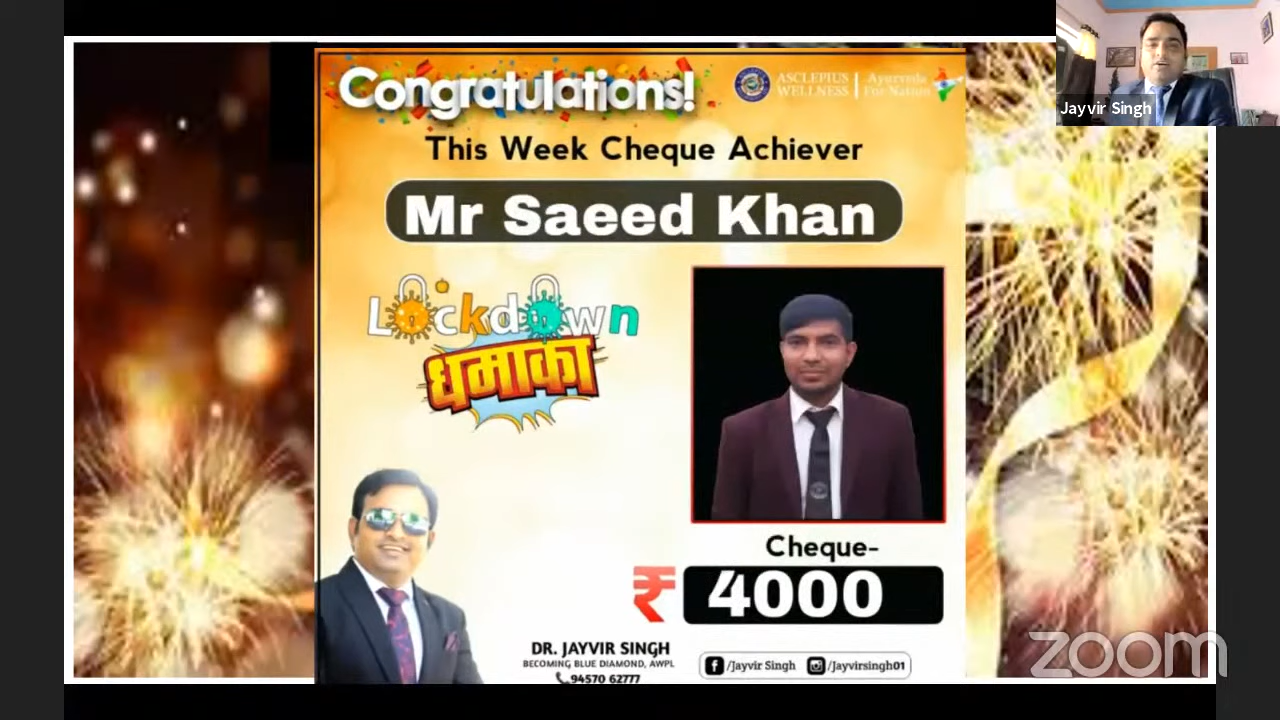 Congratulations!
ASCLEPIUS WELLNESS
Ayurveda For Nation
Jayvir Singh
This Week Cheque Achiever
Mr Saeed Khan
Lockdown
धमाका
Cheque-
₹ 4000
DR. JAYVIR SINGH
BECOMING BLUE DIAMOND, AWPL
94570 62777
/Jayvir Singh
/Jayvirsingh01
zoom